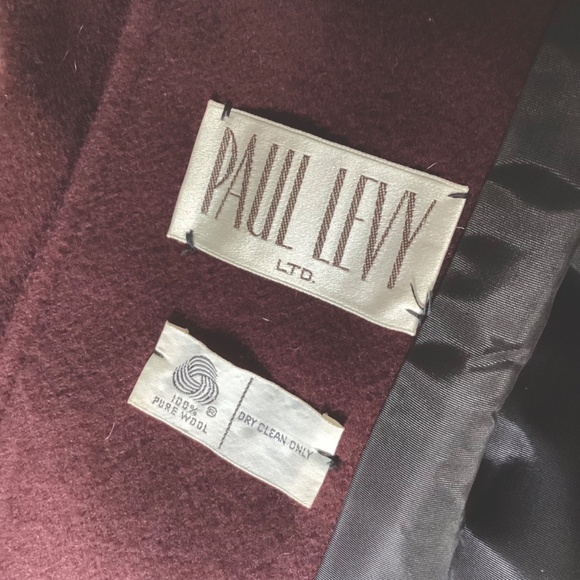 PAUL LEVY
LTD.
100% ®
PURE WOOL
DRY CLEAN ONLY